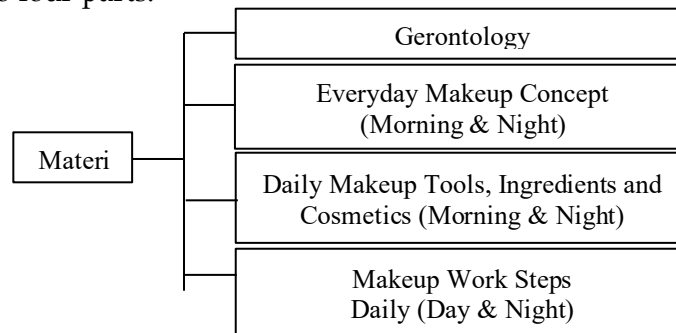 four parts.
Gerontology
Everyday Makeup Concept
(Morning & Night)
Materi
Daily Makeup Tools, Ingredients and
Cosmetics (Morning & Night)
Makeup Work Steps
Daily (Day & Night)